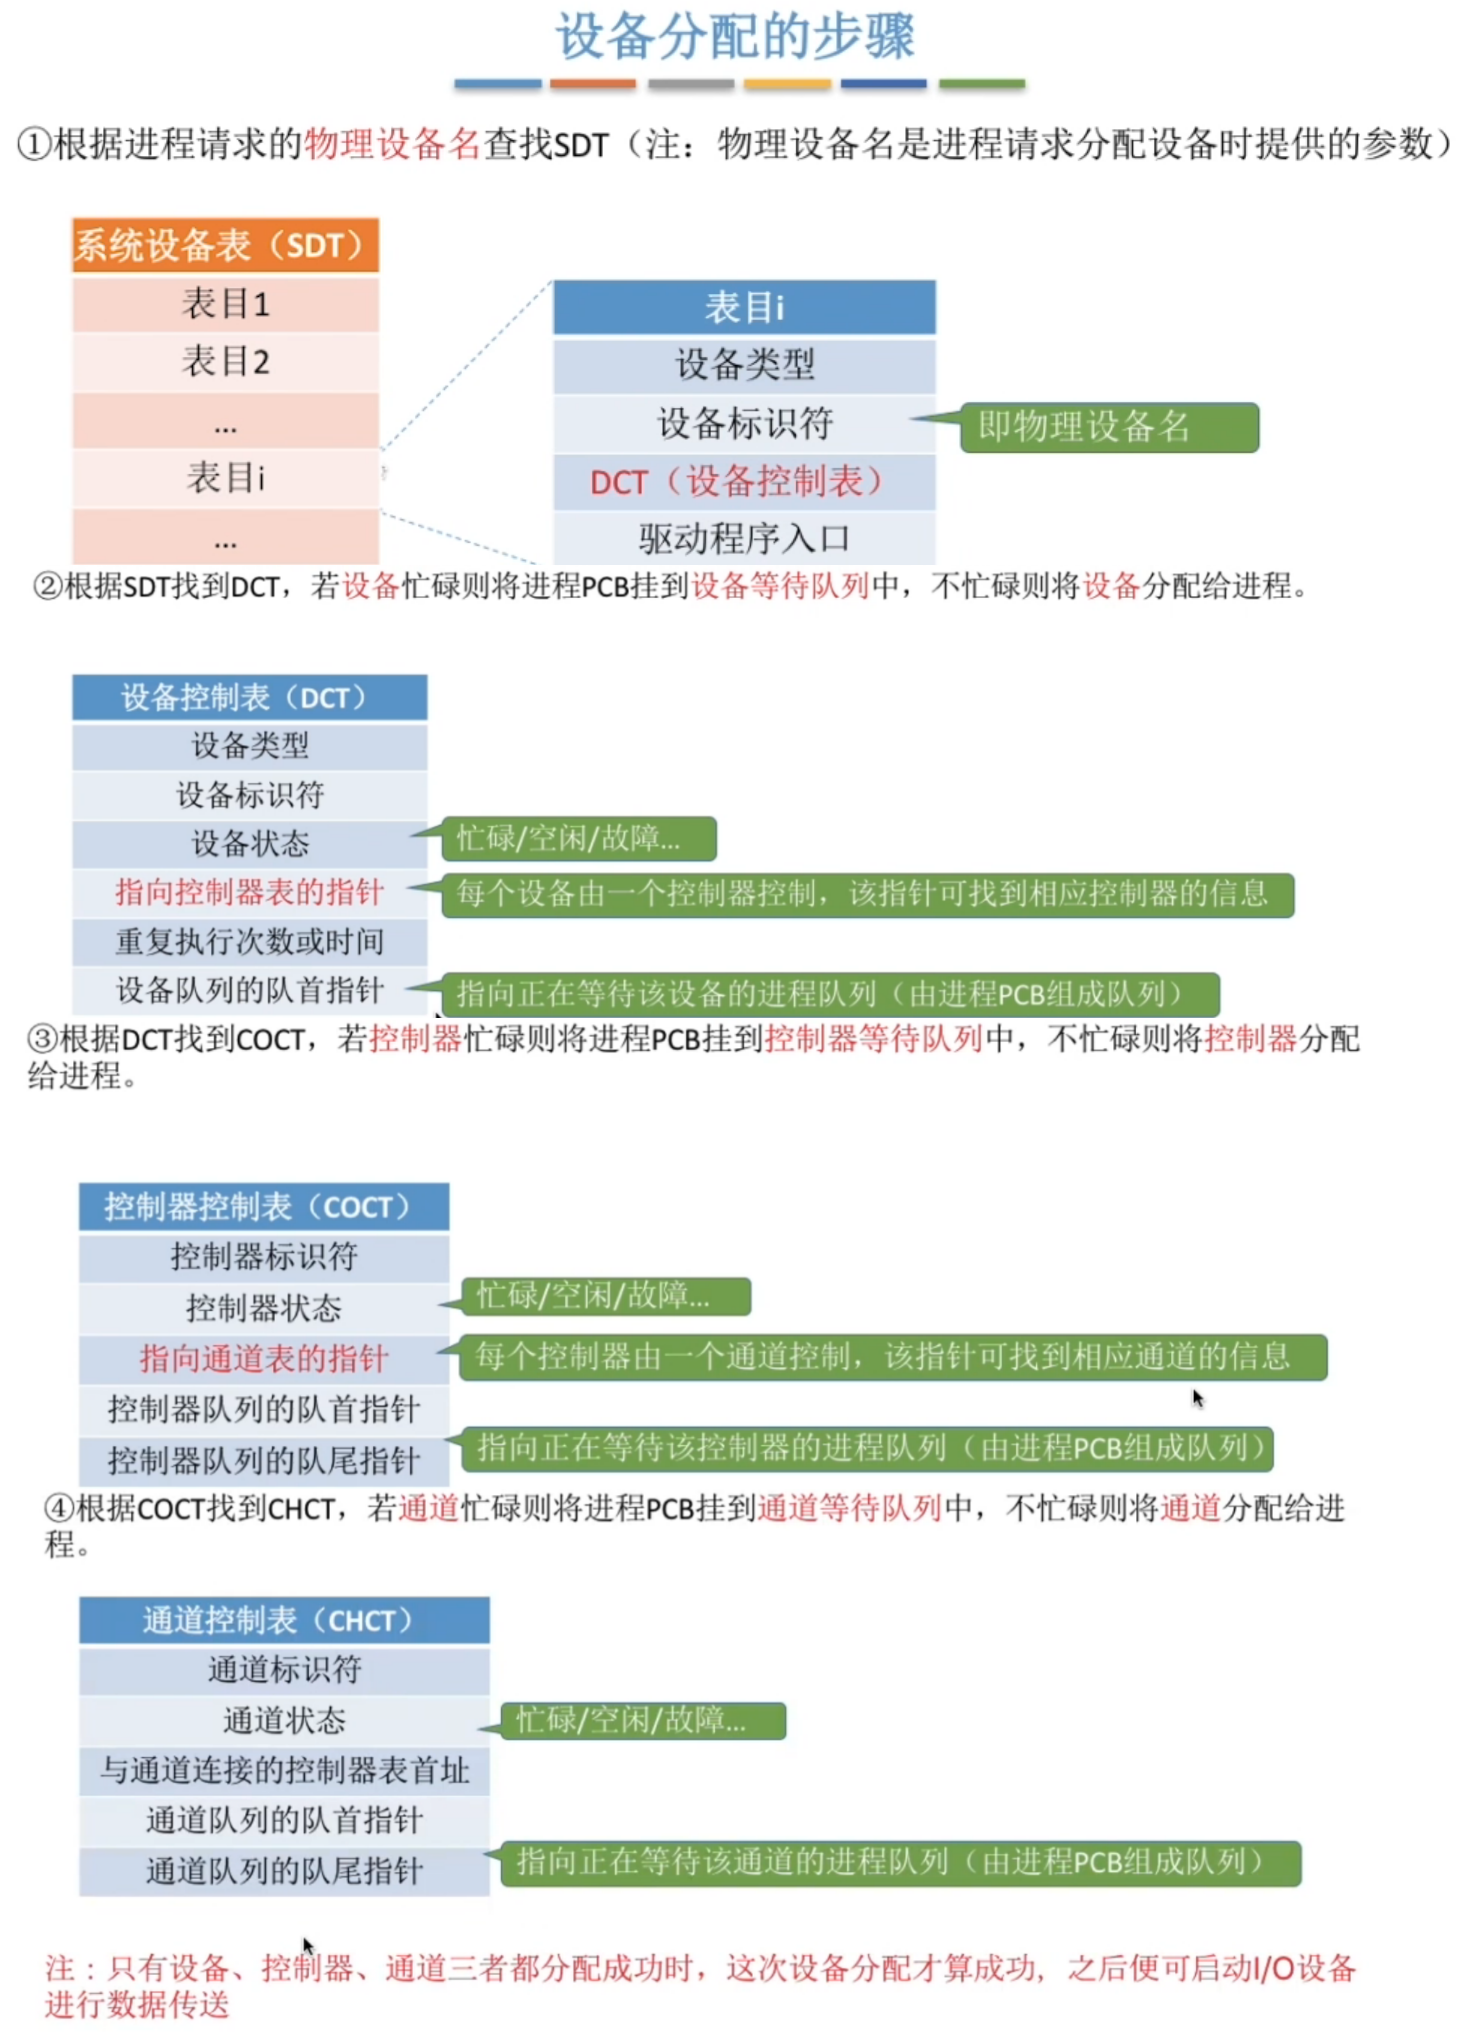 设备分配的步骤
①根据进程请求的物理设备名查找SDT（注：物理设备名是进程请求分配设备时提供的参数）
系统设备表（SDT）
表目1
表目2
...
表目i
...
表目i
设备类型
设备标识符
即物理设备名
DCT（设备控制表）
驱动程序入口
②根据SDT找到DCT，若设备忙碌则将进程PCB挂到设备等待队列中，不忙碌则将设备分配给进程。
设备控制表（DCT）
设备类型
设备标识符
设备状态
忙碌/空闲/故障...
指向控制器表的指针
每个设备由一个控制器控制，该指针可找到相应控制器的信息
重复执行次数或时间
设备队列的队首指针
指向正在等待该设备的进程队列（由进程PCB组成队列）
③根据DCT找到COCT，若控制器忙碌则将进程PCB挂到控制器等待队列中，不忙碌则将控制器分配
给进程。
控制器控制表（COCT）
控制器标识符
控制器状态
忙碌/空闲/故障...
指向通道表的指针
每个控制器由一个通道控制，该指针可找到相应通道的信息
控制器队列的队首指针
控制器队列的队尾指针
指向正在等待该控制器的进程队列（由进程PCB组成队列）
④根据COCT找到CHCT，若通道忙碌则将进程PCB挂到通道等待队列中，不忙碌则将通道分配给进
程。
通道控制表（CHCT）
通道标识符
通道状态
忙碌/空闲/故障...
与通道连接的控制器表首址
通道队列的队首指针
通道队列的队尾指针
指向正在等待该通道的进程队列（由进程PCB组成队列）
注：只有设备、控制器、通道三者都分配成功时，这次设备分配才算成功，之后便可启动I/O设备
进行数据传送